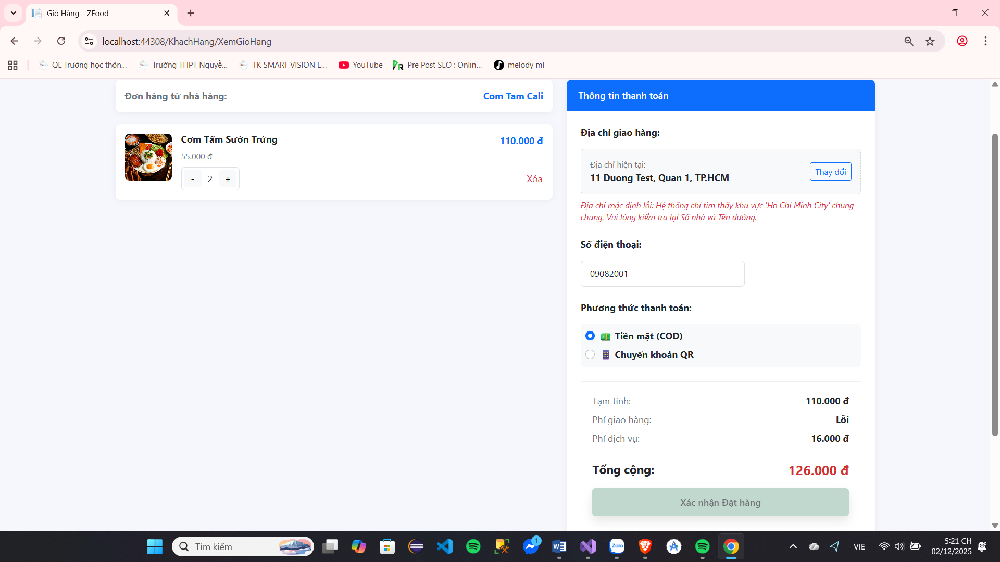 Giỏ Hàng - ZFood
localhost:44308/KhachHang/XemGioHang
QL Trường học thôn...
Trường THPT Nguyễ...
TK SMART VISION E...
YouTube
Pre Post SEO : Onlin...
melody ml
Đơn hàng từ nhà hàng:
Com Tam Cali
Cơm Tấm Sườn Trứng
110.000 đ
55.000 đ
- 2 +
Xóa
Thông tin thanh toán
Địa chỉ giao hàng:
Địa chỉ hiện tại:
11 Duong Test, Quan 1, TP.HCM
Thay đổi
Địa chỉ mặc định lỗi: Hệ thống chỉ tìm thấy khu vực 'Ho Chi Minh City' chung
chung. Vui lòng kiểm tra lại Số nhà và Tên đường.
Số điện thoại:
09082001
Phương thức thanh toán:
Tiền mặt (COD)
Chuyển khoản QR
Tạm tính: 110.000 đ
Phí giao hàng: Lỗi
Phí dịch vụ: 16.000 đ
Tổng cộng: 126.000 đ
Xác nhận Đặt hàng
Tìm kiếm
1
Zalo
VIE
5:21 CH
02/12/2025